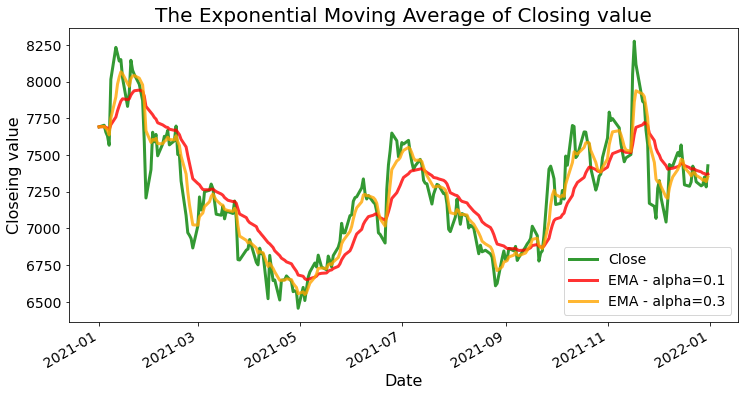 The Exponential Moving Average of Closing value
Closeing value
8250
8000
7750
7500
7250
7000
6750
6500
Close
EMA - alpha=0.1
EMA - alpha=0.3
2021-01
2021-03
2021-05
2021-07
2021-09
2021-11
2022-01
Date